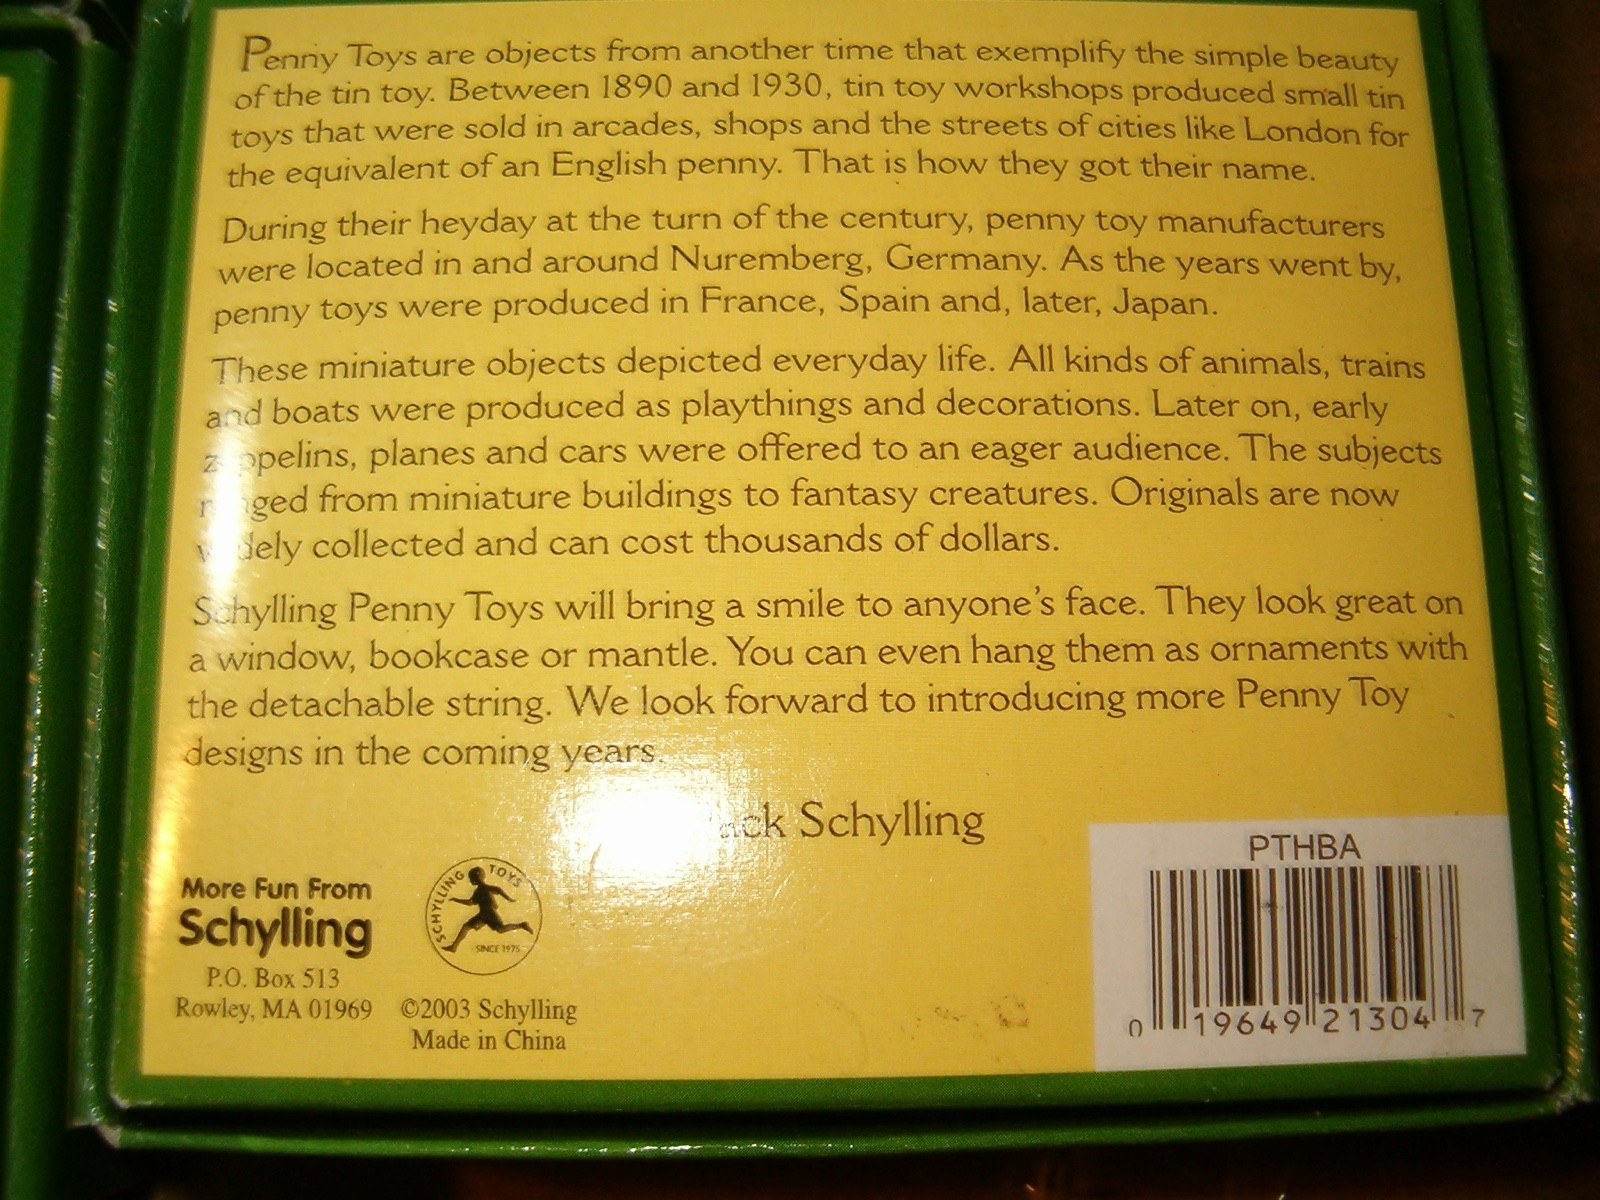 Penny Toys are objects from another time that exemplify the simple beauty
of the tin toy. Between 1890 and 1930, tin toy workshops produced small tin
toys that were sold in arcades, shops and the streets of cities like London for
the equivalent of an English penny. That is how they got their name.
During their heyday at the turn of the century, penny toy manufacturers
were located in and around Nuremberg, Germany. As the years went by,
penny toys were produced in France, Spain and, later, Japan.
These miniature objects depicted everyday life. All kinds of animals, trains
and boats were produced as playthings and decorations. Later on, early
zeppelins, planes and cars were offered to an eager audience. The subjects
ranged from miniature buildings to fantasy creatures. Originals are now
widely collected and can cost thousands of dollars.
Schylling Penny Toys will bring a smile to anyone's face. They look great on
a window, bookcase or mantle. You can even hang them as ornaments with
the detachable string. We look forward to introducing more Penny Toy
designs in the coming years.
Schylling
PTHBA
0 19649 21304 7
More Fun From
Schylling
P.O. Box 513
Rowley, MA 01969
SCHYLLING TOYS
SINCE 1975
©2003 Schylling
Made in China